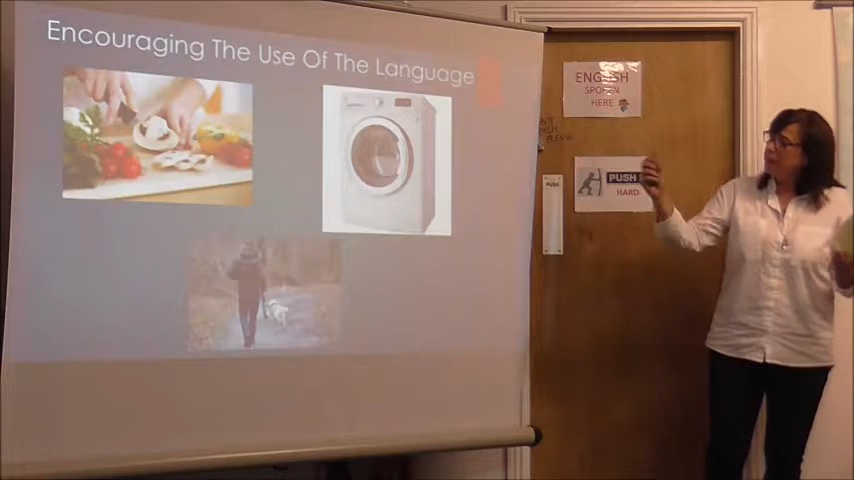 Encouraging The Use Of The Language
ENGLISH
SPOKEN
HERE
PUSH
PUSH
HARD